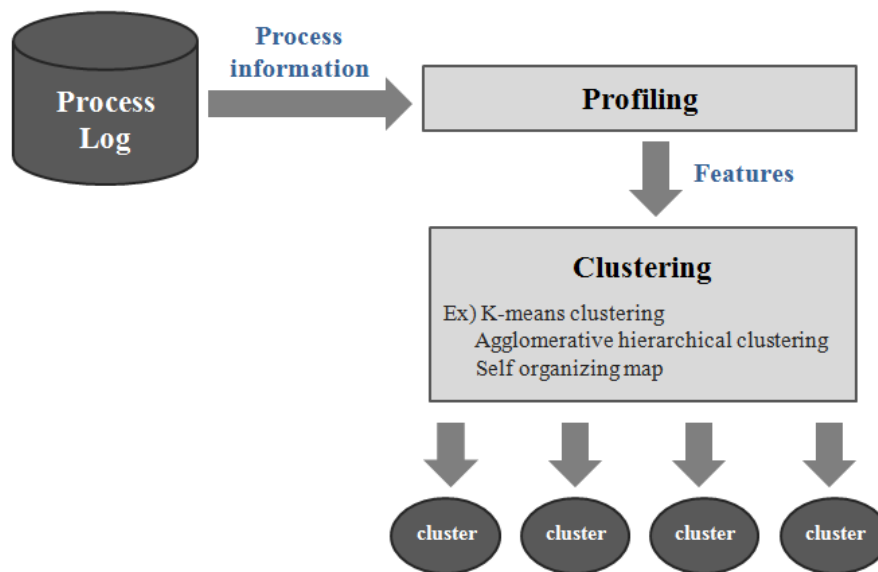 Process
information
Process
Log
Profiling
Features
Clustering
Ex) K-means clustering
Agglomerative hierarchical clustering
Self organizing map
cluster
cluster
cluster
cluster